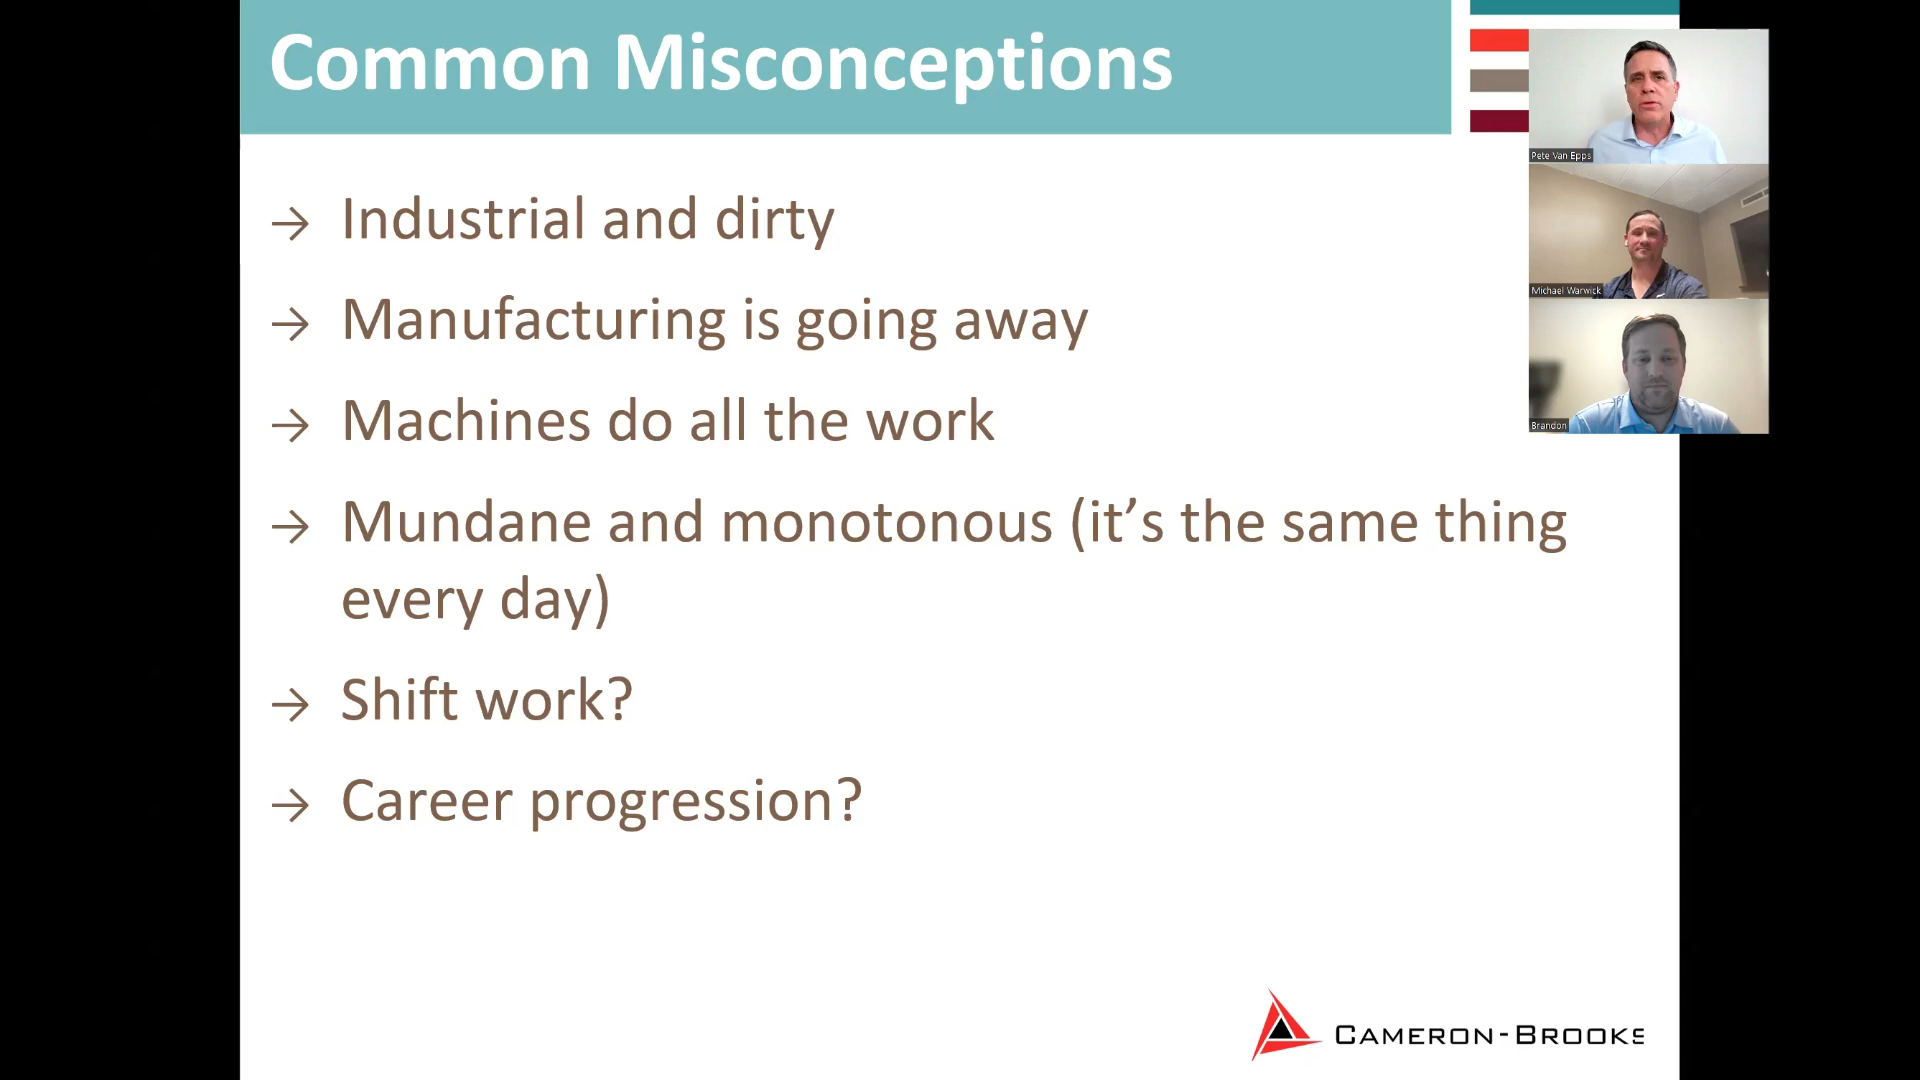 Common Misconceptions
→ Industrial and dirty
→ Manufacturing is going away
→ Machines do all the work
→ Mundane and monotonous (it’s the same thing
every day)
→ Shift work?
→ Career progression?
Pete Van Epps
Michael Warwick
Brandon
CAMERON-BROOKE